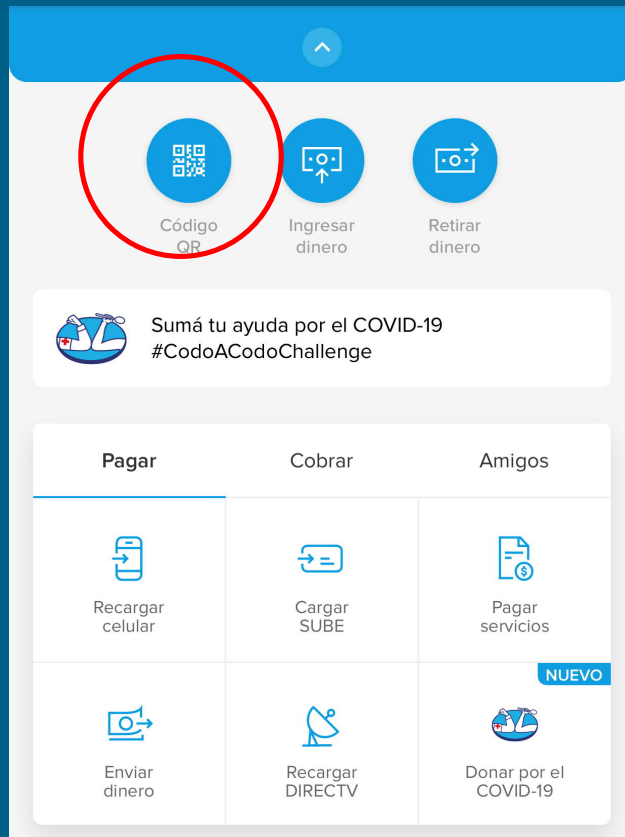 Código
QR
Ingresar
dinero
Retirar
dinero
Sumá tu ayuda por el COVID-19
#CodoACodoChallenge
Pagar
Cobrar
Amigos
Recargar
celular
Cargar
SUBE
Pagar
servicios
NUEVO
Enviar
dinero
Recargar
DIRECTV
Donar por el
COVID-19